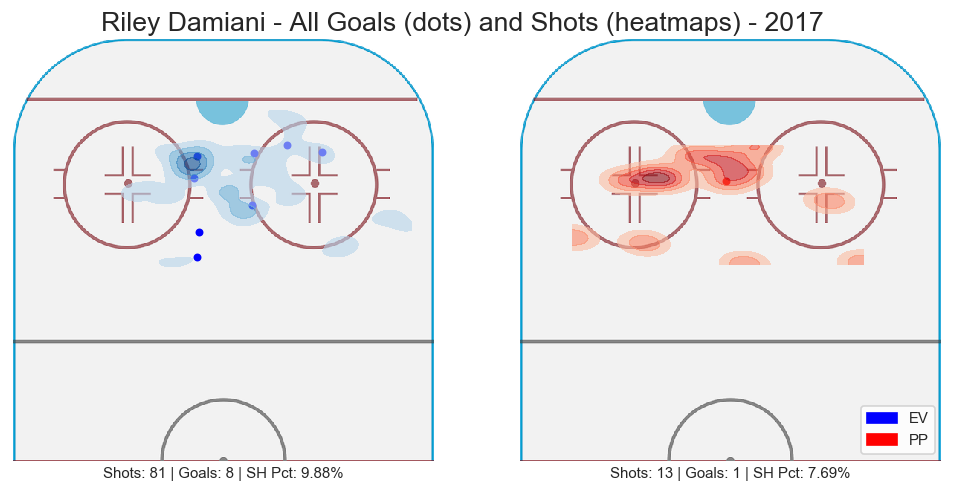 Riley Damiani - All Goals (dots) and Shots (heatmaps) - 2017
EV
PP
Shots: 81 | Goals: 8 | SH Pct: 9.88%
Shots: 13 | Goals: 1 | SH Pct: 7.69%